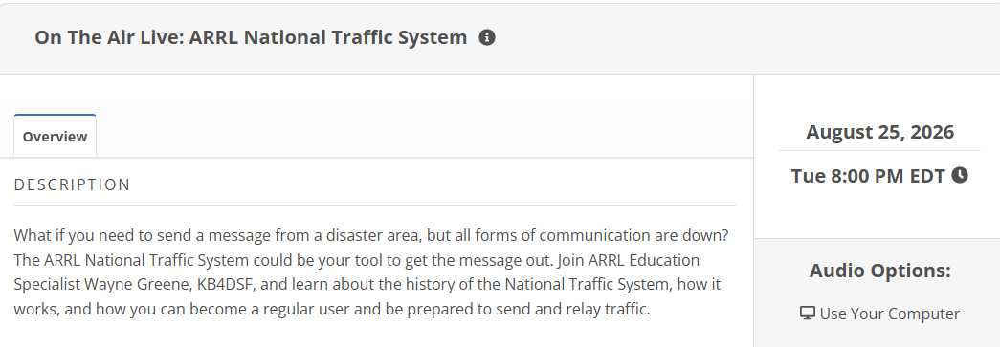 On The Air Live: ARRL National Traffic System
Overview
DESCRIPTION
What if you need to send a message from a disaster area, but all forms of communication are down?
The ARRL National Traffic System could be your tool to get the message out. Join ARRL Education
Specialist Wayne Greene, KB4DSF, and learn about the history of the National Traffic System, how it
works, and how you can become a regular user and be prepared to send and relay traffic.
August 25, 2026
Tue 8:00 PM EDT
Audio Options:
Use Your Computer